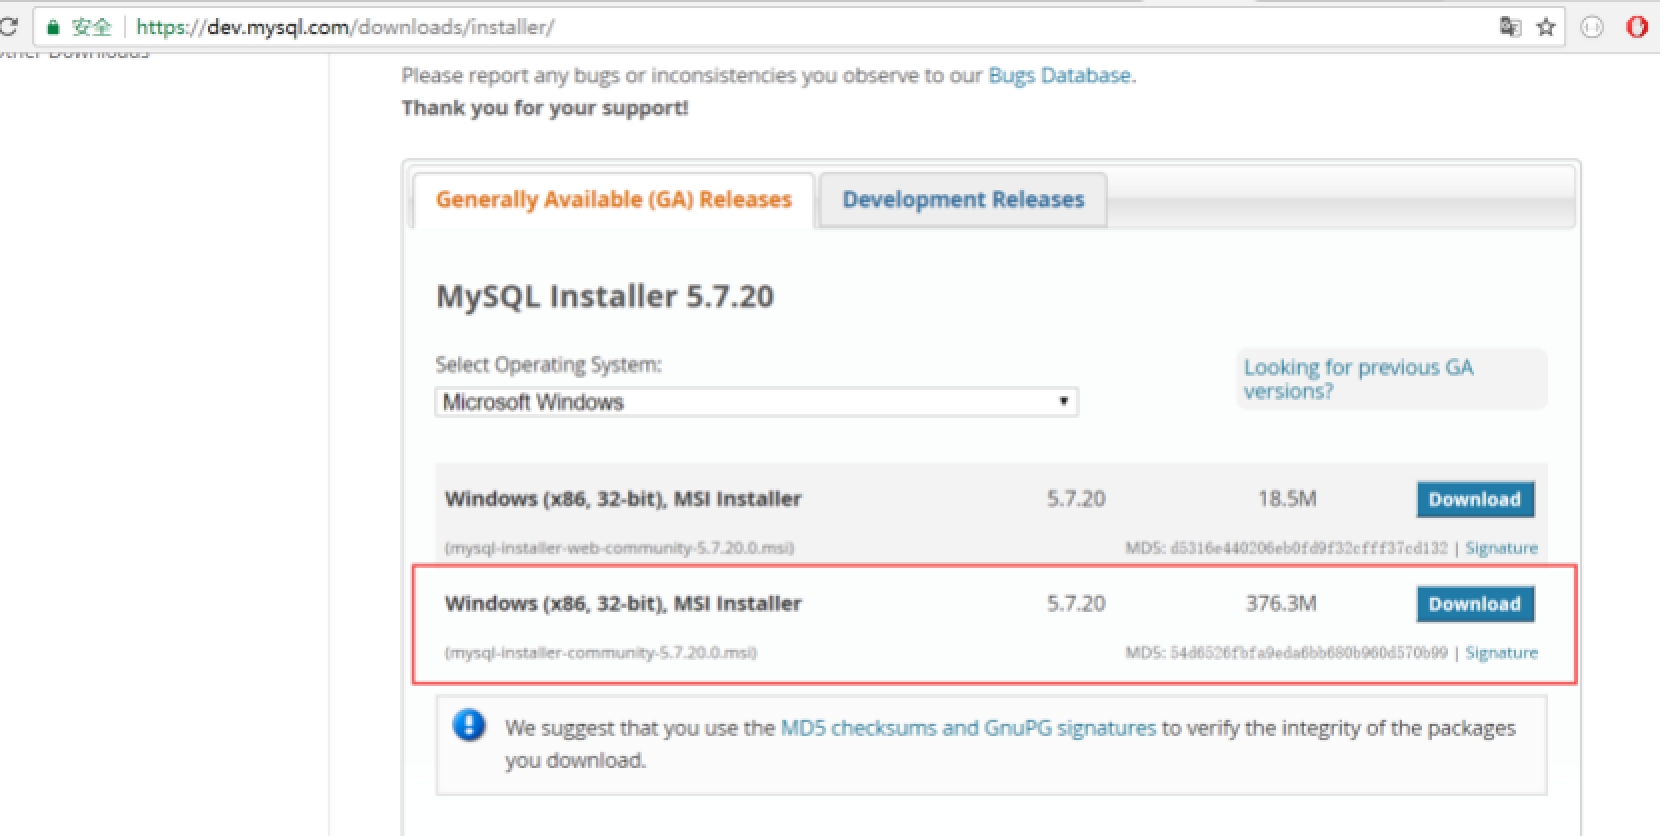 安全 https://dev.mysql.com/downloads/installer/
Other Downloads
Please report any bugs or inconsistencies you observe to our Bugs Database.
Thank you for your support!
Generally Available (GA) Releases Development Releases
MySQL Installer 5.7.20
Select Operating System:
Looking for previous GA
versions?
Microsoft Windows
Windows (x86, 32-bit), MSI Installer 5.7.20 18.5M Download
(mysql-installer-web-community-5.7.20.0.msi) MD5: d5316e440206eb0fd9f32cfff37cd132 | Signature
Windows (x86, 32-bit), MSI Installer 5.7.20 376.3M Download
(mysql-installer-community-5.7.20.0.msi) MD5: 54d6526fbfa9eda6bb680b960d570b99 | Signature
We suggest that you use the MD5 checksums and GnuPG signatures to verify the integrity of the packages
you download.